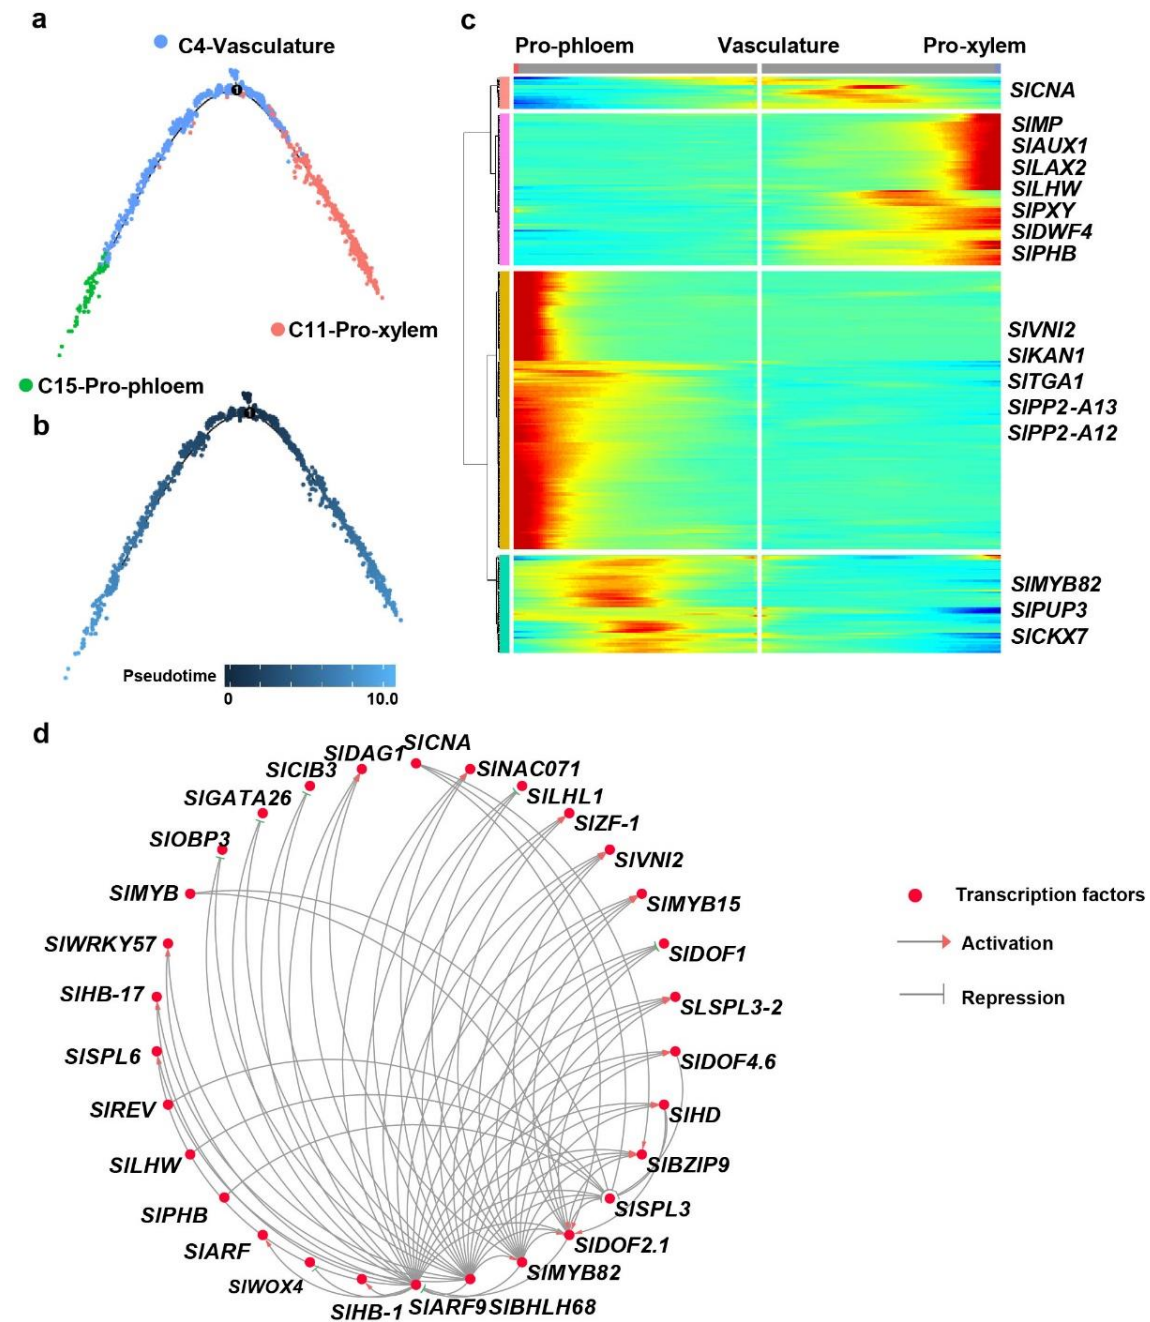 a
C4-Vasculature
1
C11-Pro-xylem
C15-Pro-phloem
b
1
Pseudotime
0 10.0
c
Pro-phloem Vasculature Pro-xylem
SlCNA
SlMP
SlAUX1
SlLAX2
SlLHW
SlPXY
SlDWF4
SlPHB
SlVNI2
SlKAN1
SlTGA1
SlPP2-A13
SlPP2-A12
SlMYB82
SlPUP3
SlCKX7
d
SlCNA
SlNAC071
SlLHL1
SlZF-1
SlVNI2
SlMYB15
SlDOF1
SLSPL3-2
SlDOF4.6
SlHD
SlBZIP9
SlSPL3
SlDOF2.1
SlMYB82
SlBHLH68
SlARF9
SlHB-1
SlWOX4
SlARF
SlPHB
SlLHW
SlREV
SlSPL6
SlHB-17
SlWRKY57
SlMYB
SlOBP3
SlGATA26
SlCIB3
SlDAG1
Transcription factors
Activation
Repression